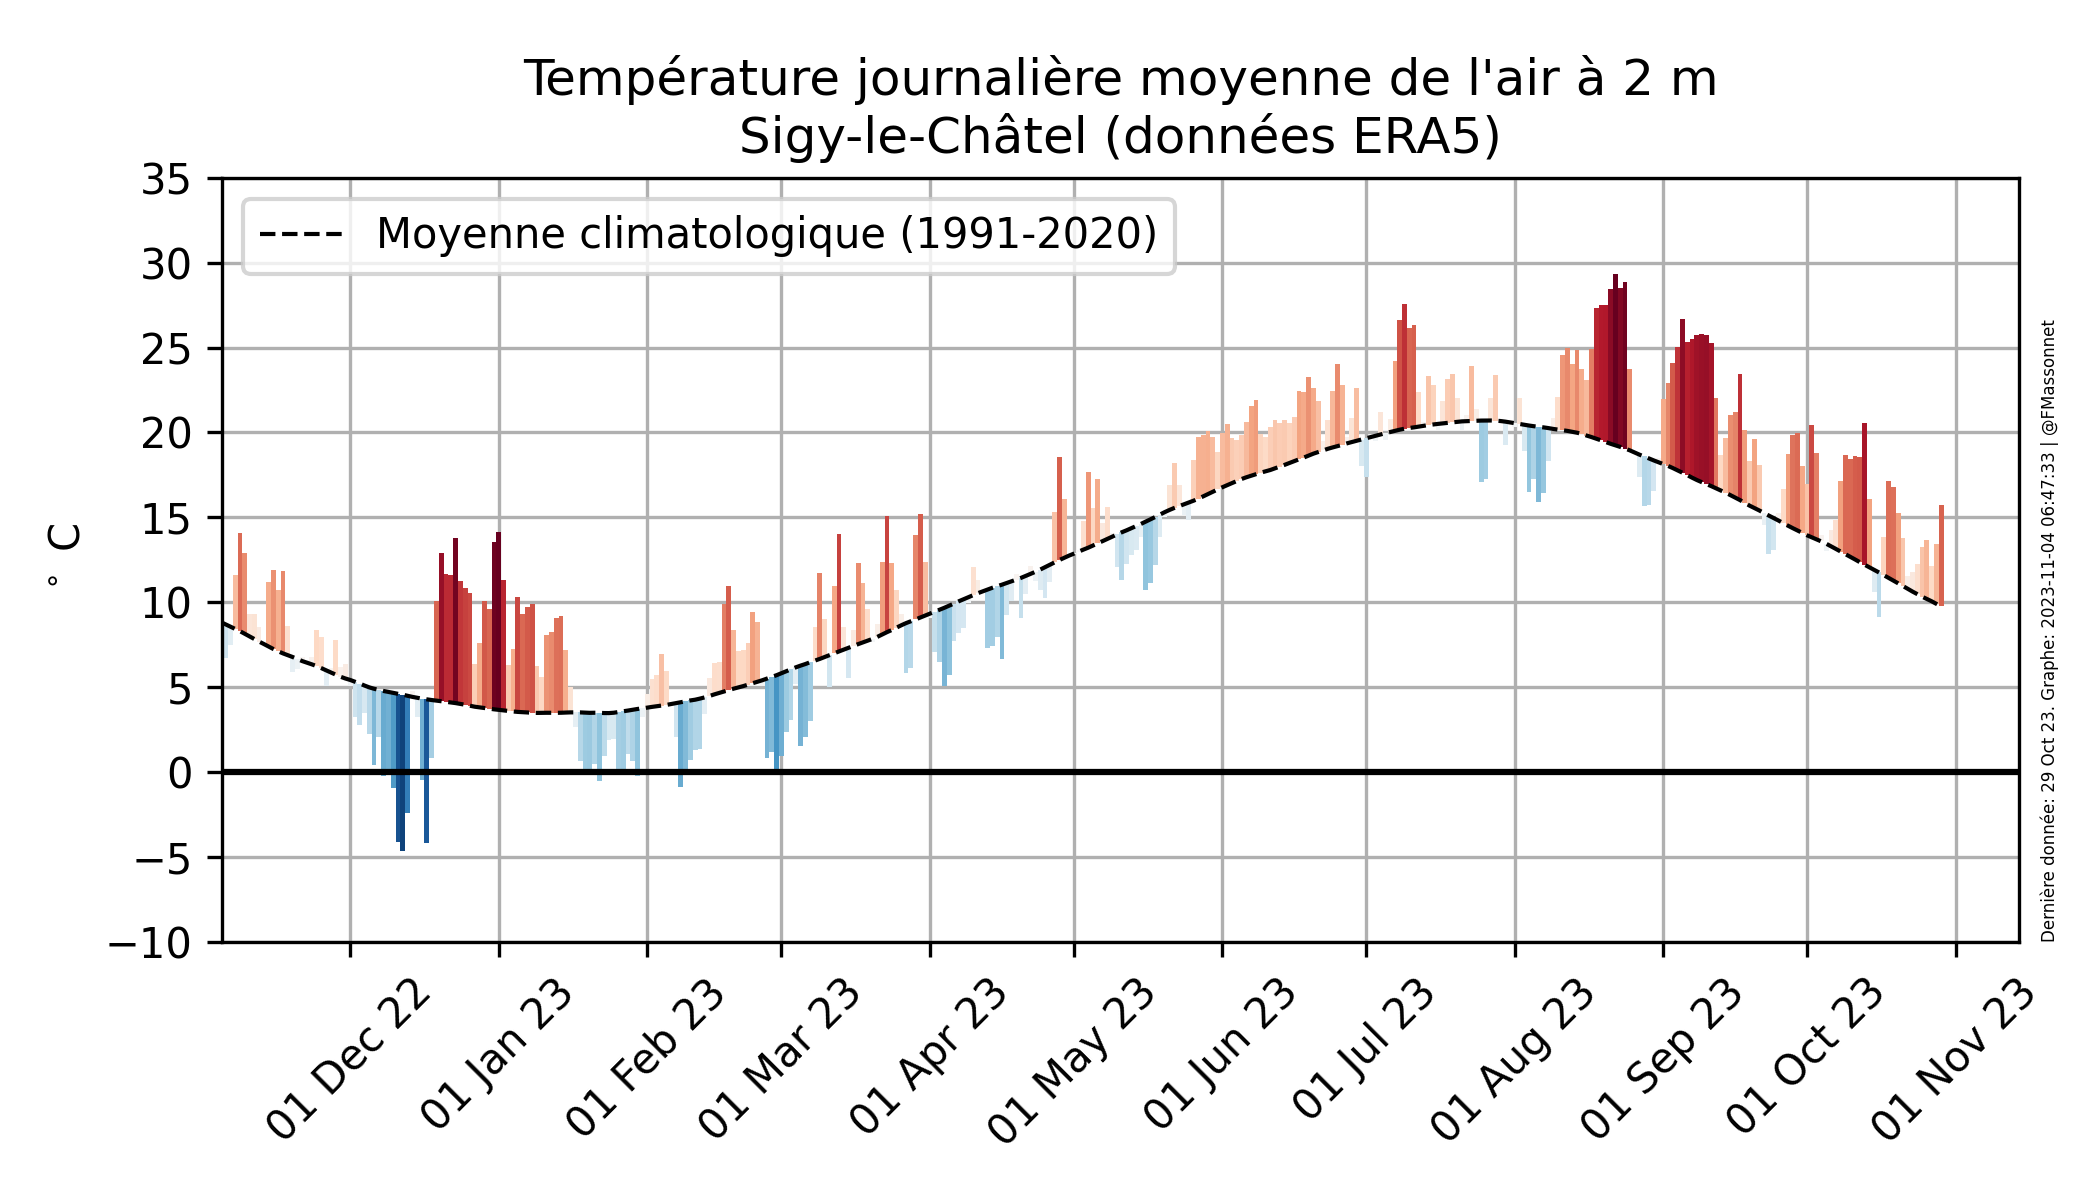 Température journalière moyenne de l'air à 2 m
Sigy-le-Châtel (données ERA5)
Moyenne climatologique (1991-2020)
35
30
25
20
15
10
5
0
−5
−10
° C
01 Dec 22
01 Jan 23
01 Feb 23
01 Mar 23
01 Apr 23
01 May 23
01 Jun 23
01 Jul 23
01 Aug 23
01 Sep 23
01 Oct 23
01 Nov 23
Dernière donnée: 29 Oct 23. Graphe: 2023-11-04 06:47:33 | @FMassonnet